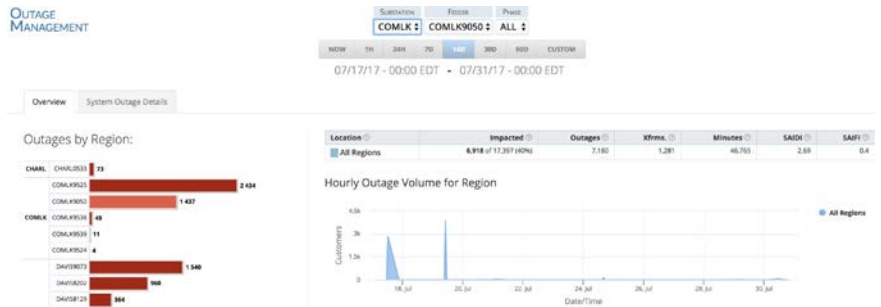 OUTAGE
MANAGEMENT
SUBSTATION FEEDER PHASE
COMLK COMLK9050 ALL
NOW 1H 24H 7D 14D 30D 60D CUSTOM
07/17/17 - 00:00 EDT - 07/31/17 - 00:00 EDT
Overview System Outage Details
Outages by Region:
CHARL CHARL0533 73
COMLK9525 2 434
COMLK9050 1 437
COMLK COMLK9536 45
COMLK9539 11
COMLK9524 4
DAVIS9073 1 540
DAVIS8202 960
DAVIS8129 364
Location Impacted Outages Xfrms. Minutes SAIDI SAIFI
All Regions 6,918 of 17,397 (40%) 7,180 1,281 46,765 2.69 0.4
Hourly Outage Volume for Region
4.5k
3k
1.5k
0
Customers
18. Jul 20. Jul 22. Jul 24. Jul 26. Jul 28. Jul 30. Jul
Date/Time
All Regions